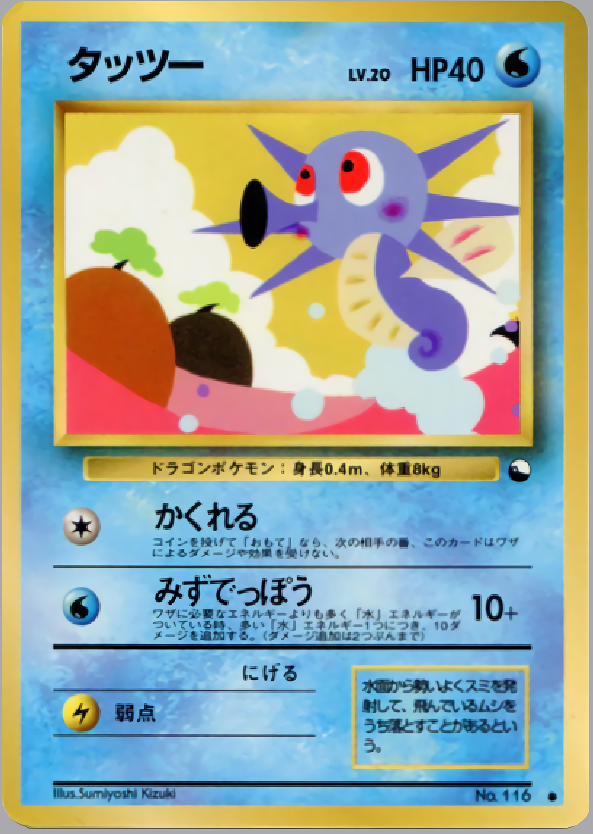 タッツー
LV.20 HP40
ドラゴンポケモン：身長0.4m、体重8kg
かくれる
コインを投げて「おもて」なら、次の相手の番、このカードはワザ
によるダメージや効果を受けない。
みずでっぽう
10+
ワザに必要なエネルギーよりも多く「水」エネルギーが
ついている時、多い「水」エネルギー1つにつき、10ダ
メージを追加する。（ダメージ追加は2つぶんまで）
にげる
弱点
水面から勢いよくスミを発
射して、飛んでいるムシを
うち落とすことがあるとい
う。
Illus.Sumiyoshi Kizuki
No. 116